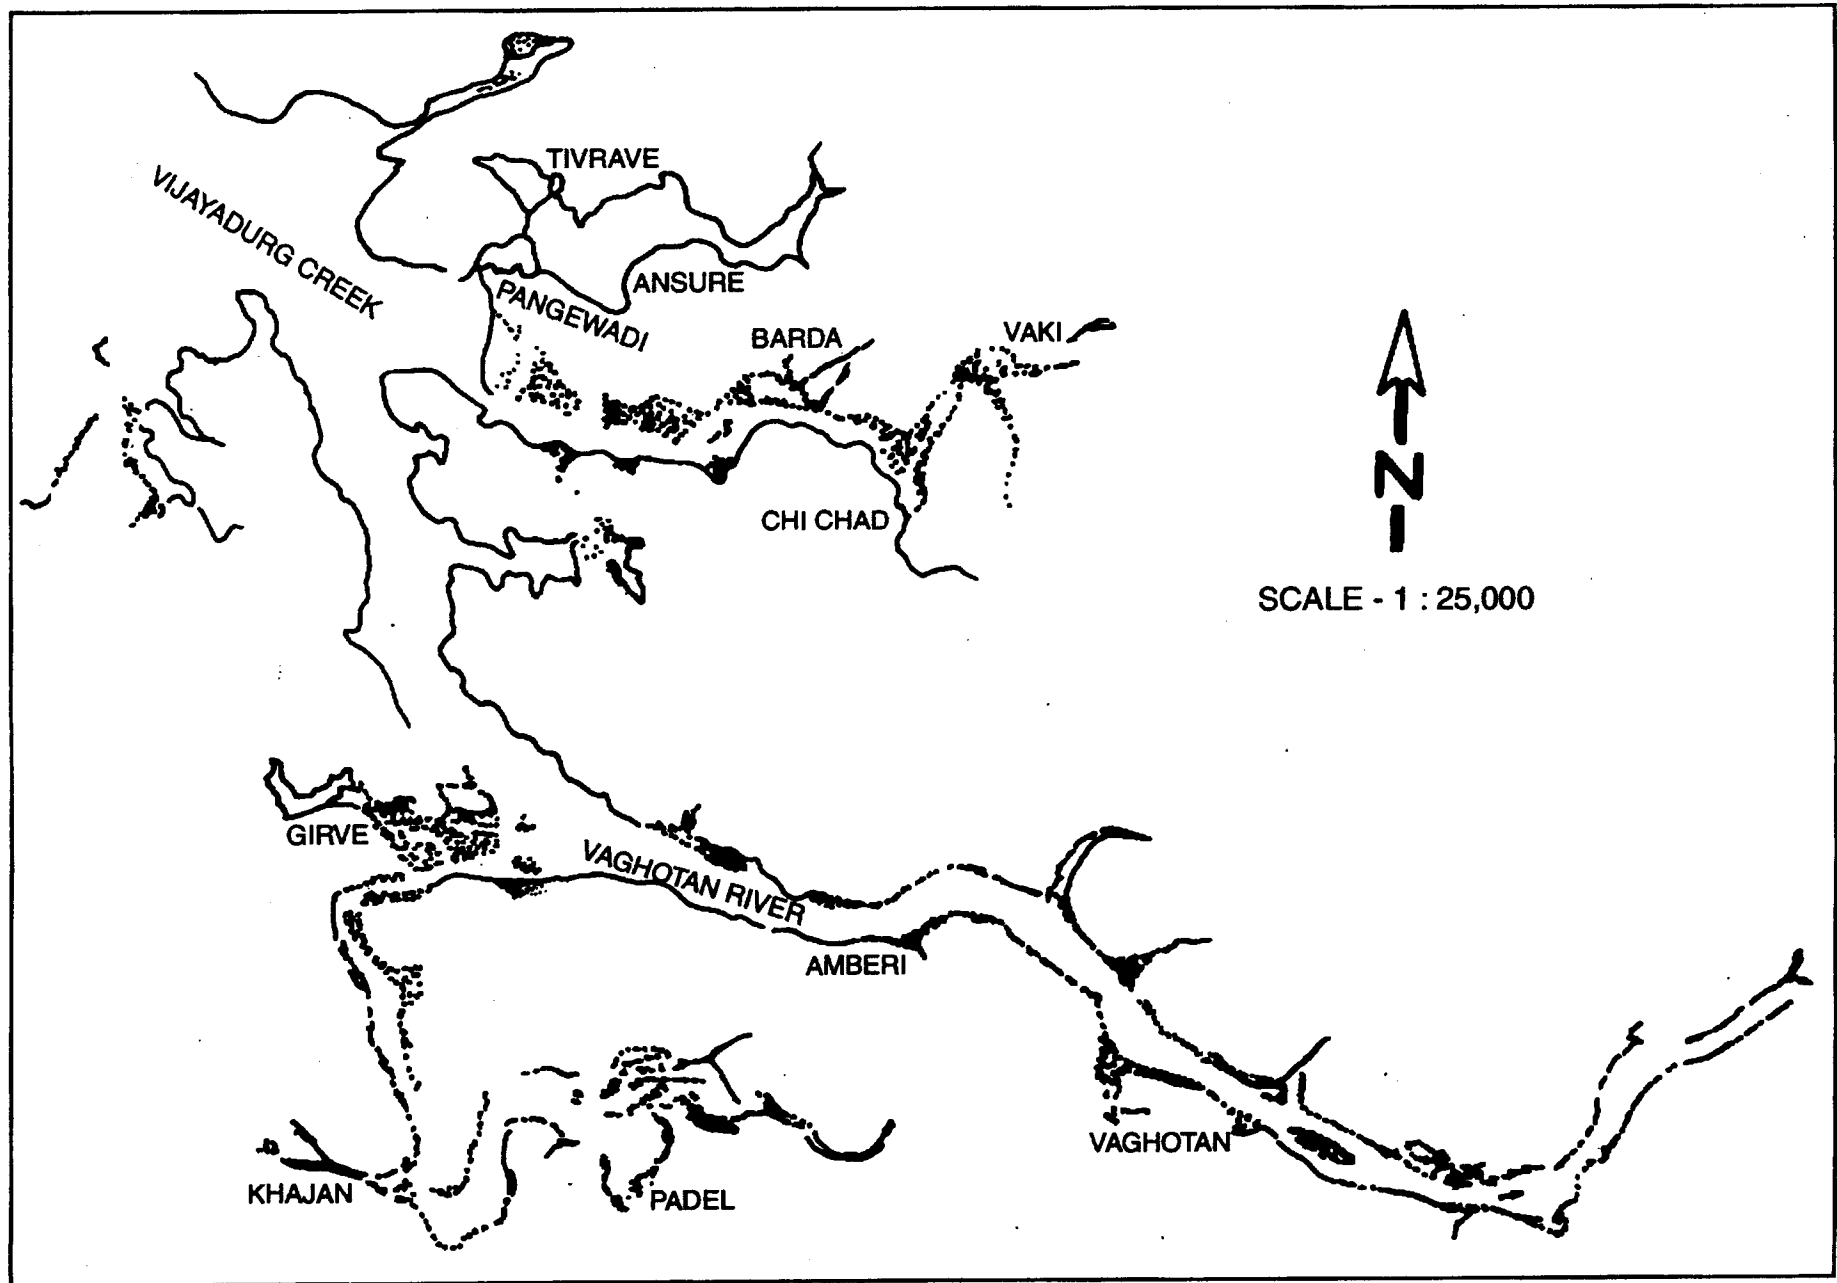 TIVRAVE
VIJAYADURG CREEK
ANSURE
PANGEWADI
BARDA
VAKI
N
CHI CHAD
SCALE - 1 : 25,000
GIRVE
VAGHOTAN RIVER
AMBERI
VAGHOTAN
KHAJAN
PADEL